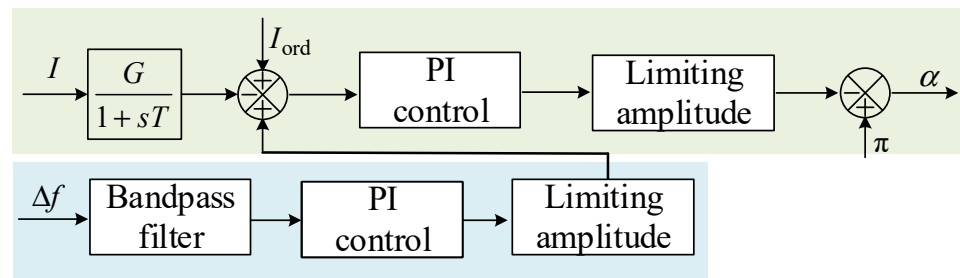 I
G
1 + sT
I_ord
−
+
+
PI
control
Limiting
amplitude
−
+
π
α
Δf
Bandpass
filter
PI
control
Limiting
amplitude